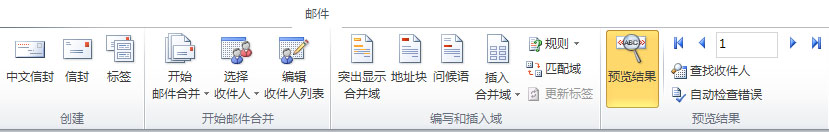 邮件
中文信封
信封
标签
创建
开始
邮件合并
选择
收件人
编辑
收件人列表
开始邮件合并
突出显示
合并域
地址块
问候语
插入
合并域
规则
匹配域
更新标签
编写和插入域
ABC
预览结果
1
查找收件人
自动检查错误
预览结果